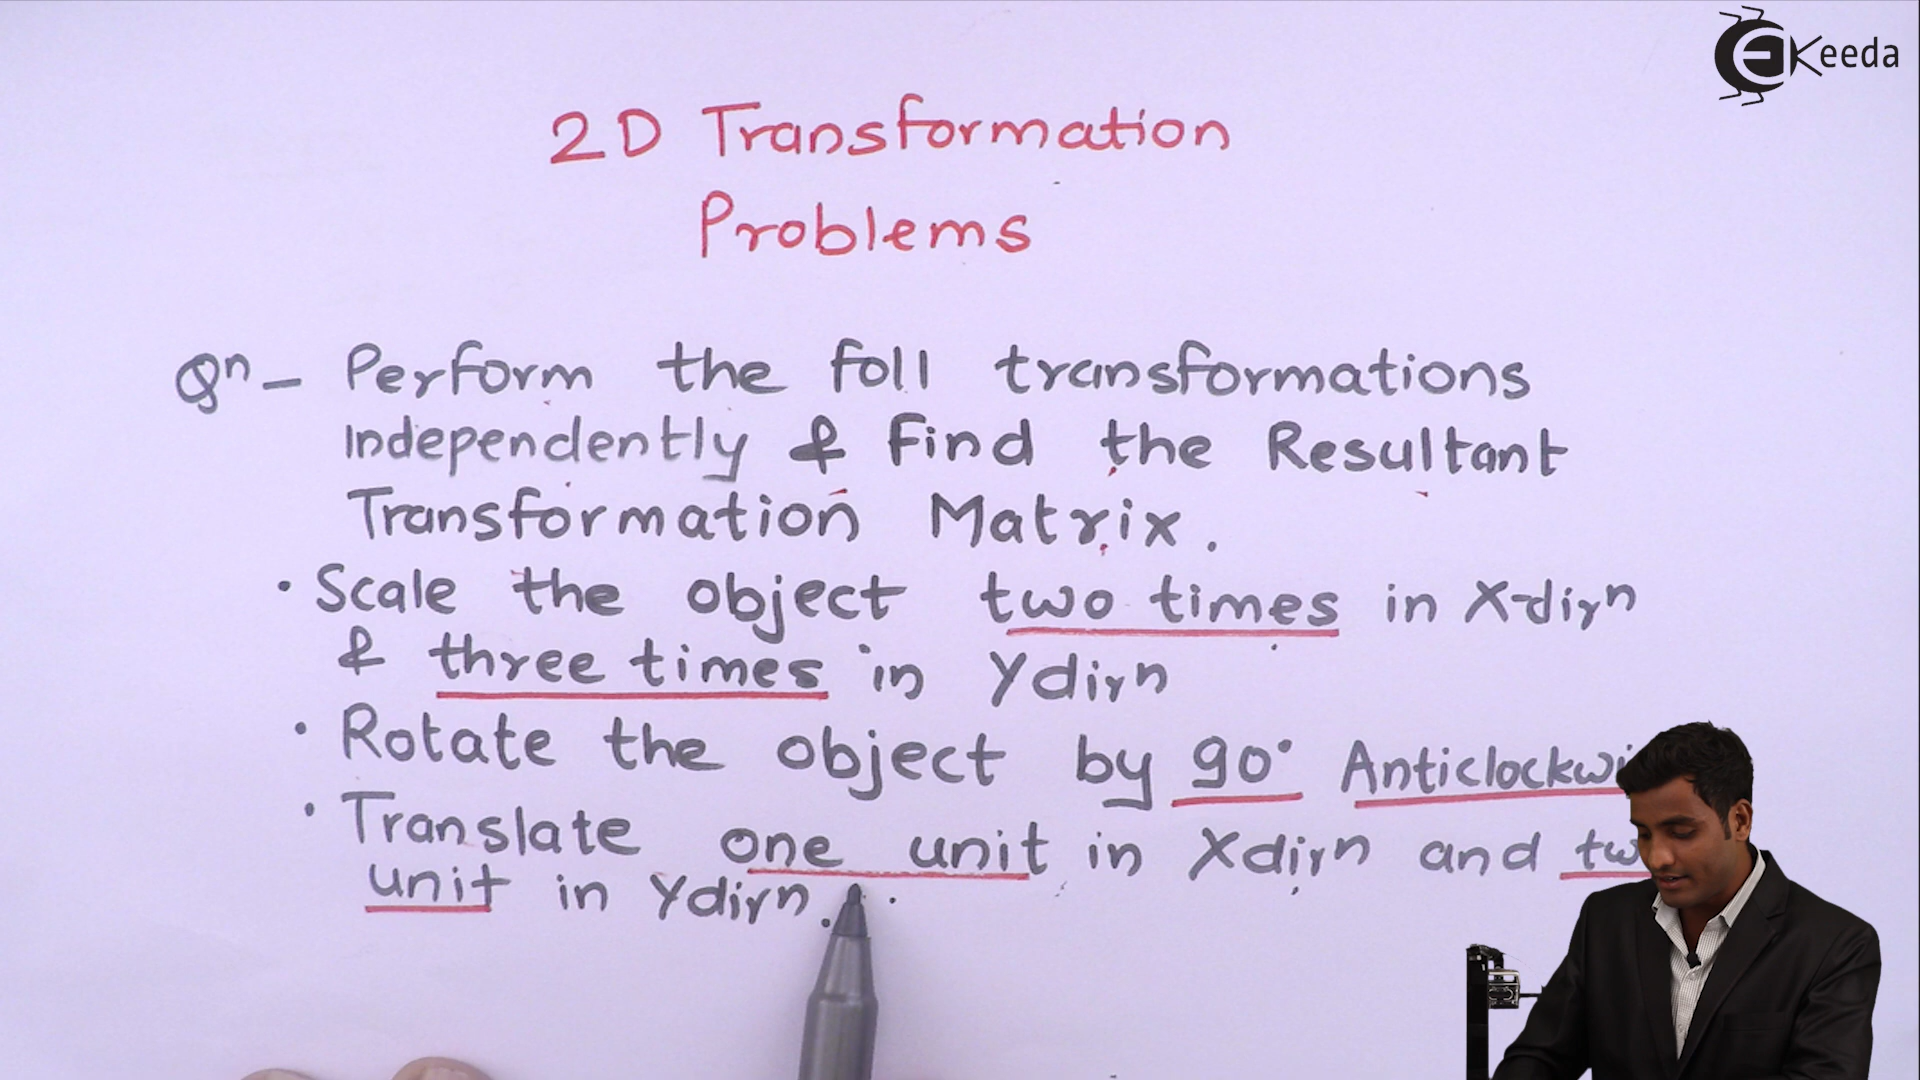 EKeeda
2D Transformation
Problems
Qn - Perform the foll transformations
Independently & Find the Resultant
Transformation Matrix.
· Scale the object two times in X-dirn
& three times in Ydirn
· Rotate the object by 90° Anticlockwi
· Translate one unit in Xdirn and tw
unit in Ydirn.